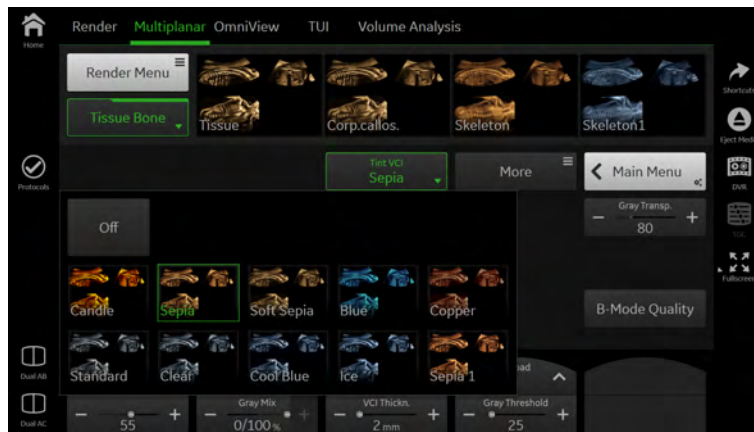 Home
Render Multiplanar OmniView TUI Volume Analysis
Render Menu
Tissue Bone
Tissue
Corp.callos.
Skeleton
Skeleton1
Shortcuts
Eject Media
Protocols
Tint VCI
Sepia
More
Main Menu
DVR
Off
Gray Transp.
80
TGC
Fullscreen
Candle
Sepia
Soft Sepia
Blue
Copper
B-Mode Quality
Standard
Clear
Cool Blue
Ice
Sepia 1
Dual AB
Dual AC
55
Gray Mix
0/100 %
VCI Thickn.
2 mm
Gray Threshold
25